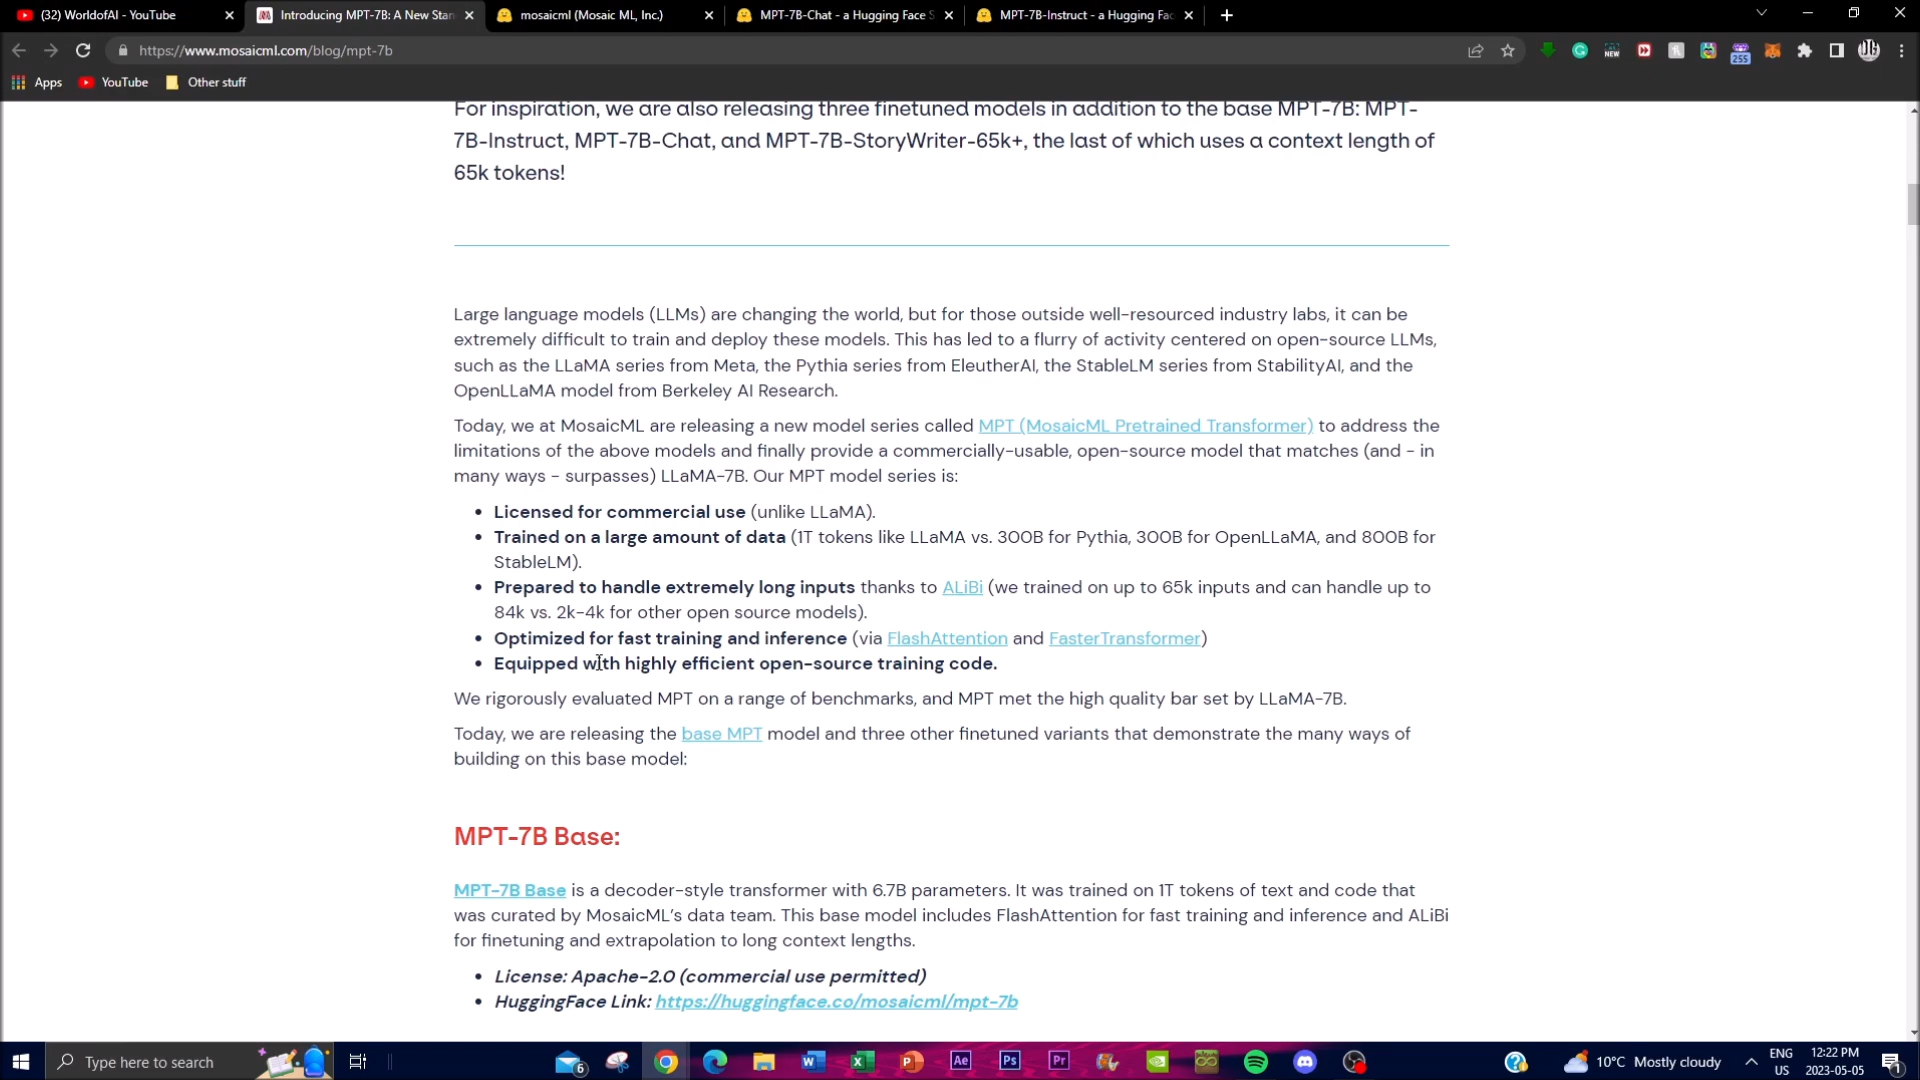 (32) WorldofAI - YouTube
Introducing MPT-7B: A New Stan
mosaicml (Mosaic ML, Inc.)
MPT-7B-Chat - a Hugging Face S
MPT-7B-Instruct - a Hugging Fac
https://www.mosaicml.com/blog/mpt-7b
NEW
255
Apps
YouTube
Other stuff
For inspiration, we are also releasing three finetuned models in addition to the base MPT-7B: MPT-
7B-Instruct, MPT-7B-Chat, and MPT-7B-StoryWriter-65k+, the last of which uses a context length of
65k tokens!
Large language models (LLMs) are changing the world, but for those outside well-resourced industry labs, it can be
extremely difficult to train and deploy these models. This has led to a flurry of activity centered on open-source LLMs,
such as the LLaMA series from Meta, the Pythia series from EleutherAI, the StableLM series from StabilityAI, and the
OpenLLaMA model from Berkeley AI Research.
Today, we at MosaicML are releasing a new model series called MPT (MosaicML Pretrained Transformer) to address the
limitations of the above models and finally provide a commercially-usable, open-source model that matches (and - in
many ways - surpasses) LLaMA-7B. Our MPT model series is:
• Licensed for commercial use (unlike LLaMA).
• Trained on a large amount of data (1T tokens like LLaMA vs. 300B for Pythia, 300B for OpenLLaMA, and 800B for
StableLM).
• Prepared to handle extremely long inputs thanks to ALiBi (we trained on up to 65k inputs and can handle up to
84k vs. 2k-4k for other open source models).
• Optimized for fast training and inference (via FlashAttention and FasterTransformer)
• Equipped with highly efficient open-source training code.
We rigorously evaluated MPT on a range of benchmarks, and MPT met the high quality bar set by LLaMA-7B.
Today, we are releasing the base MPT model and three other finetuned variants that demonstrate the many ways of
building on this base model:
MPT-7B Base:
MPT-7B Base is a decoder-style transformer with 6.7B parameters. It was trained on 1T tokens of text and code that
was curated by MosaicML's data team. This base model includes FlashAttention for fast training and inference and ALiBi
for finetuning and extrapolation to long context lengths.
• License: Apache-2.0 (commercial use permitted)
• HuggingFace Link: https://huggingface.co/mosaicml/mpt-7b
Type here to search
6
Ae
Ps
Pr
10°C Mostly cloudy
ENG
US
12:22 PM
2023-05-05
1